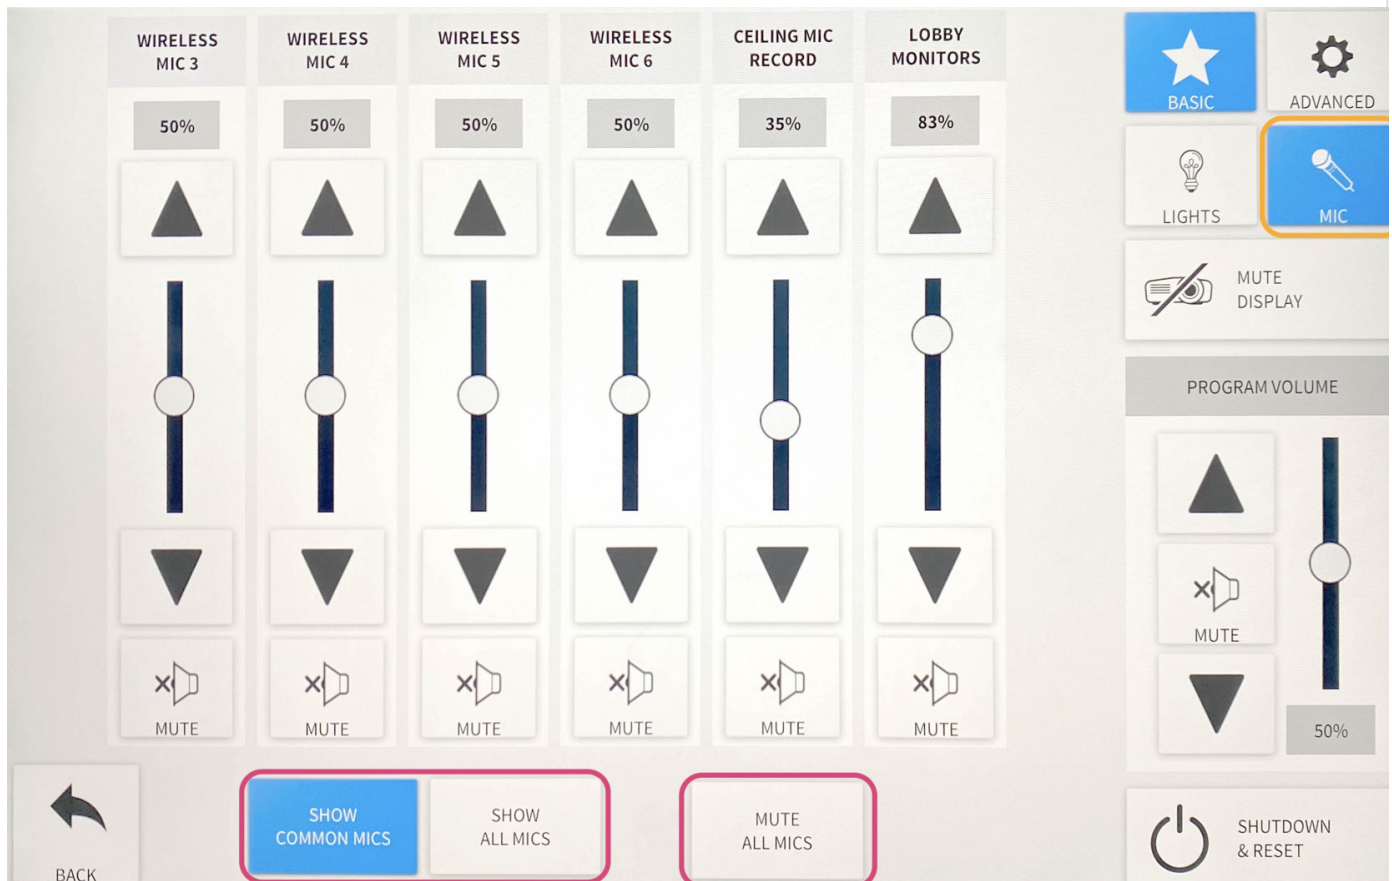 WIRELESS
MIC 3
WIRELESS
MIC 4
WIRELESS
MIC 5
WIRELESS
MIC 6
CEILING MIC
RECORD
LOBBY
MONITORS
50%
50%
50%
50%
35%
83%
MUTE
MUTE
MUTE
MUTE
MUTE
MUTE
BASIC
ADVANCED
LIGHTS
MIC
MUTE
DISPLAY
PROGRAM VOLUME
MUTE
50%
BACK
SHOW
COMMON MICS
SHOW
ALL MICS
MUTE
ALL MICS
SHUTDOWN
& RESET